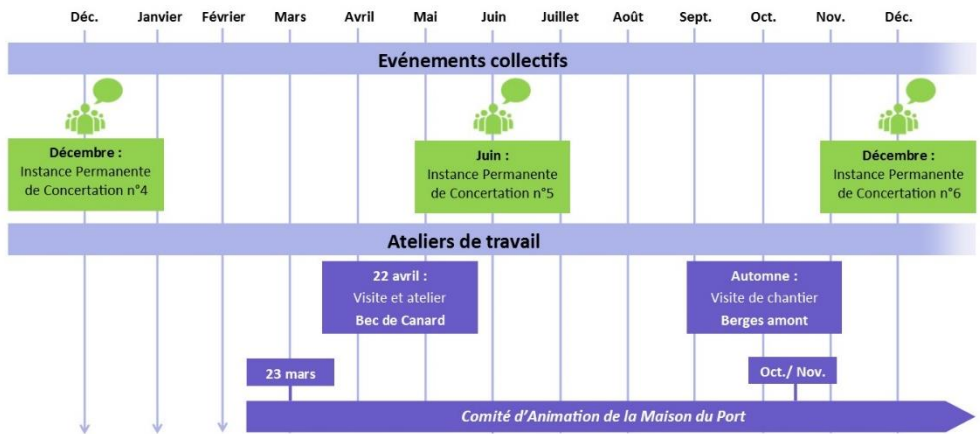 Déc. Janvier Février Mars Avril Mai Juin Juillet Août Sept. Oct. Nov. Déc.
Evénements collectifs
Décembre :
Instance Permanente
de Concertation n°4
Juin :
Instance Permanente
de Concertation n°5
Décembre :
Instance Permanente
de Concertation n°6
Ateliers de travail
22 avril :
Visite et atelier
Bec de Canard
Automne :
Visite de chantier
Berges amont
23 mars
Oct./ Nov.
Comité d'Animation de la Maison du Port